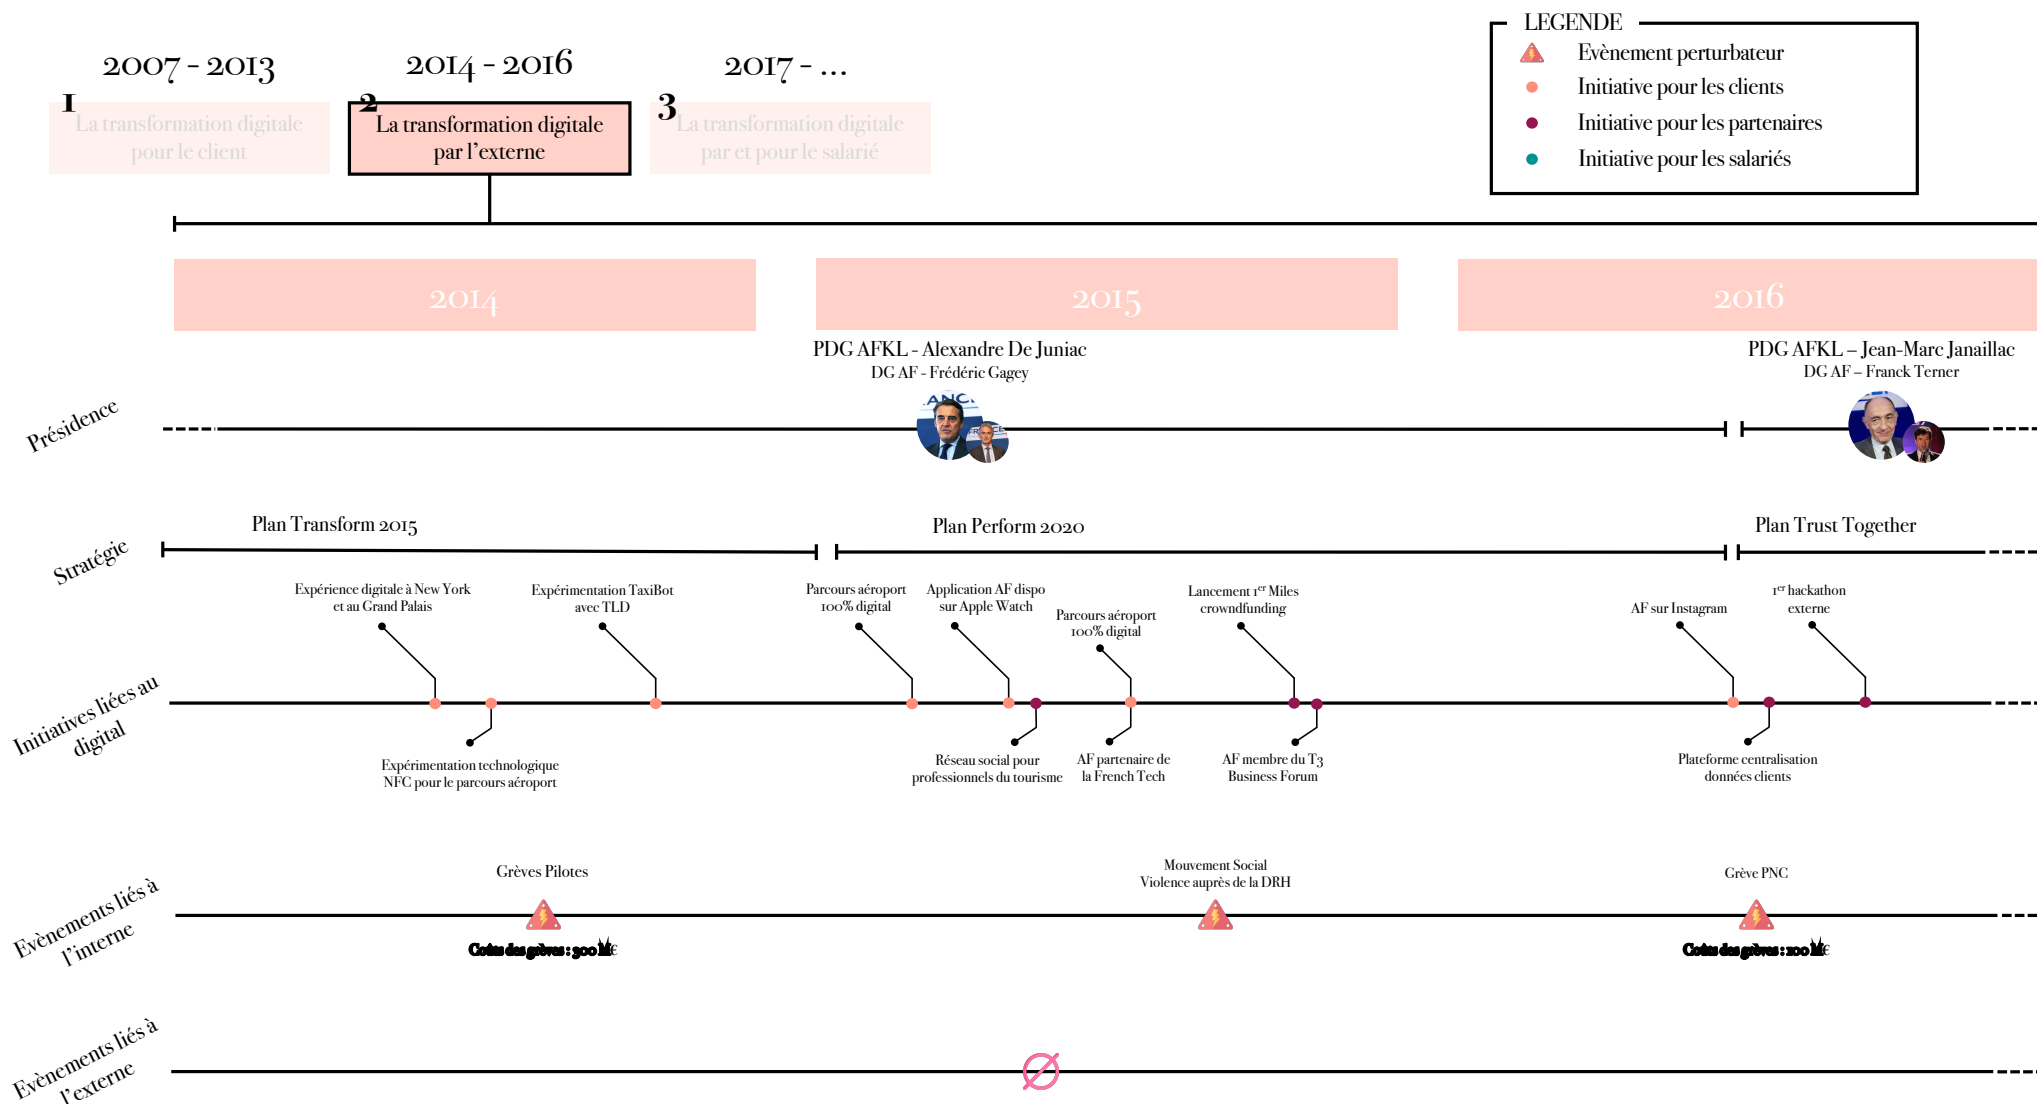 LEGENDE
Evènement perturbateur
Initiative pour les clients
Initiative pour les partenaires
Initiative pour les salariés
2007 - 2013
2014 - 2016
2017 - ...
1
La transformation digitale
pour le client
2
La transformation digitale
par l'externe
3
La transformation digitale
par et pour le salarié
2014
2015
2016
Présidence
PDG AFKL - Alexandre De Juniac
DG AF - Frédéric Gagey
PDG AFKL – Jean-Marc Janaillac
DG AF – Franck Terner
Stratégie
Plan Transform 2015
Plan Perform 2020
Plan Trust Together
Initiatives liées au
digital
Expérience digitale à New York
et au Grand Palais
Expérimentation TaxiBot
avec TLD
Parcours aéroport
100% digital
Application AF dispo
sur Apple Watch
Parcours aéroport
100% digital
Lancement 1er Miles
crowndfunding
AF sur Instagram
1er hackathon
externe
Expérimentation technologique
NFC pour le parcours aéroport
Réseau social pour
professionnels du tourisme
AF partenaire de
la French Tech
AF membre du T3
Business Forum
Plateforme centralisation
données clients
Evènements liés à
l'interne
Grèves Pilotes
Coûts des grèves : 300 M€
Mouvement Social
Violence auprès de la DRH
Grève PNC
Coûts des grèves : 100 M€
Evènements liés à
l'externe